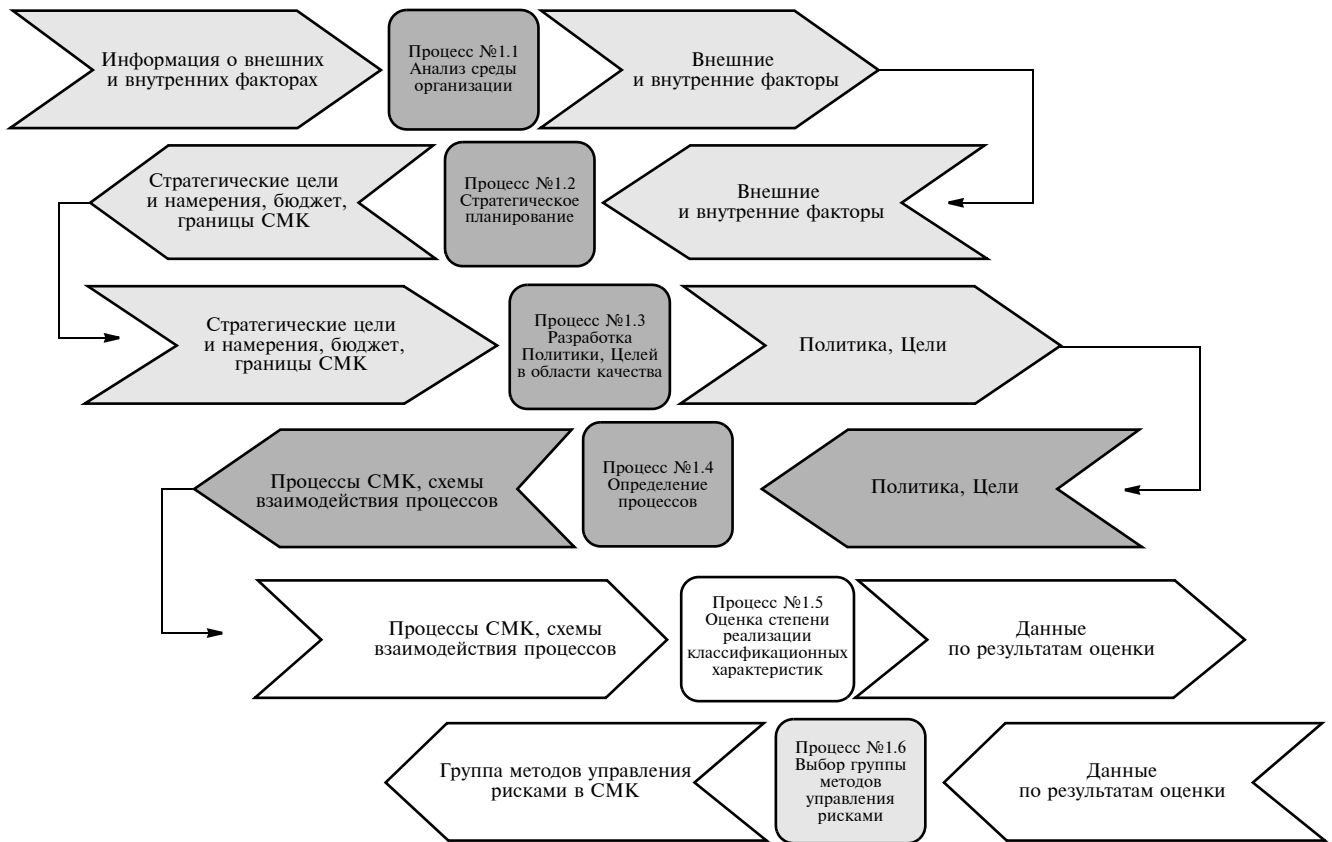 Информация о внешних
и внутренних факторах
Процесс №1.1
Анализ среды
организации
Внешние
и внутренние факторы
Стратегические цели
и намерения, бюджет,
границы СМК
Процесс №1.2
Стратегическое
планирование
Внешние
и внутренние факторы
Стратегические цели
и намерения, бюджет,
границы СМК
Процесс №1.3
Разработка
Политики, Целей
в области качества
Политика, Цели
Процессы СМК, схемы
взаимодействия процессов
Процесс №1.4
Определение
процессов
Политика, Цели
Процессы СМК, схемы
взаимодействия процессов
Процесс №1.5
Оценка степени
реализации
классификационных
характеристик
Данные
по результатам оценки
Группа методов управления
рисками в СМК
Процесс №1.6
Выбор группы
методов
управления
рисками
Данные
по результатам оценки